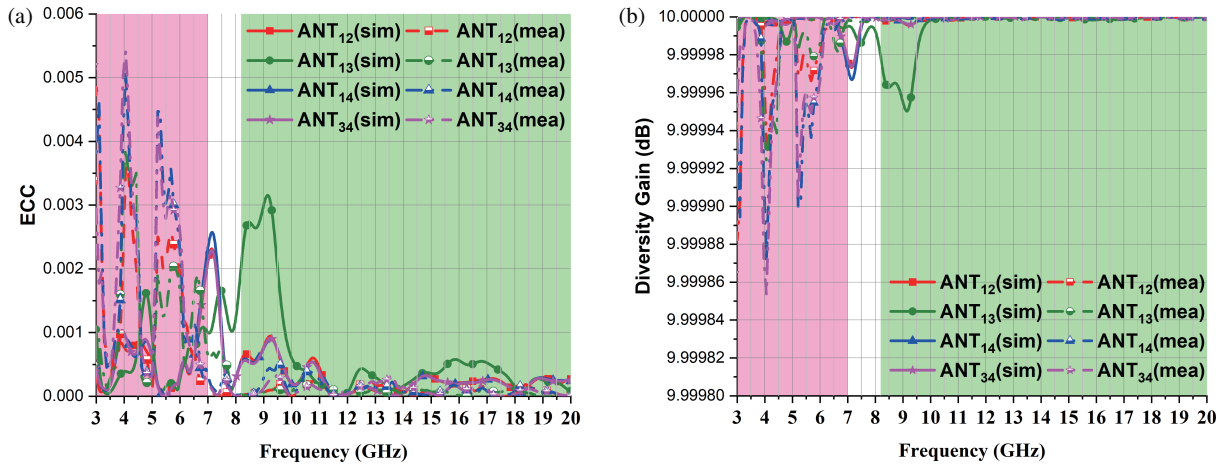 (a)
0.006
0.005
0.004
0.003
0.002
0.001
0.000
ECC
ANT12(sim) ANT12(mea)
ANT13(sim) ANT13(mea)
ANT14(sim) ANT14(mea)
ANT34(sim) ANT34(mea)
3 4 5 6 7 8 9 10 11 12 13 14 15 16 17 18 19 20
Frequency (GHz)
(b)
10.00000
9.99998
9.99996
9.99994
9.99992
9.99990
9.99988
9.99986
9.99984
9.99982
9.99980
Diversity Gain (dB)
ANT12(sim) ANT12(mea)
ANT13(sim) ANT13(mea)
ANT14(sim) ANT14(mea)
ANT34(sim) ANT34(mea)
3 4 5 6 7 8 9 10 11 12 13 14 15 16 17 18 19 20
Frequency (GHz)